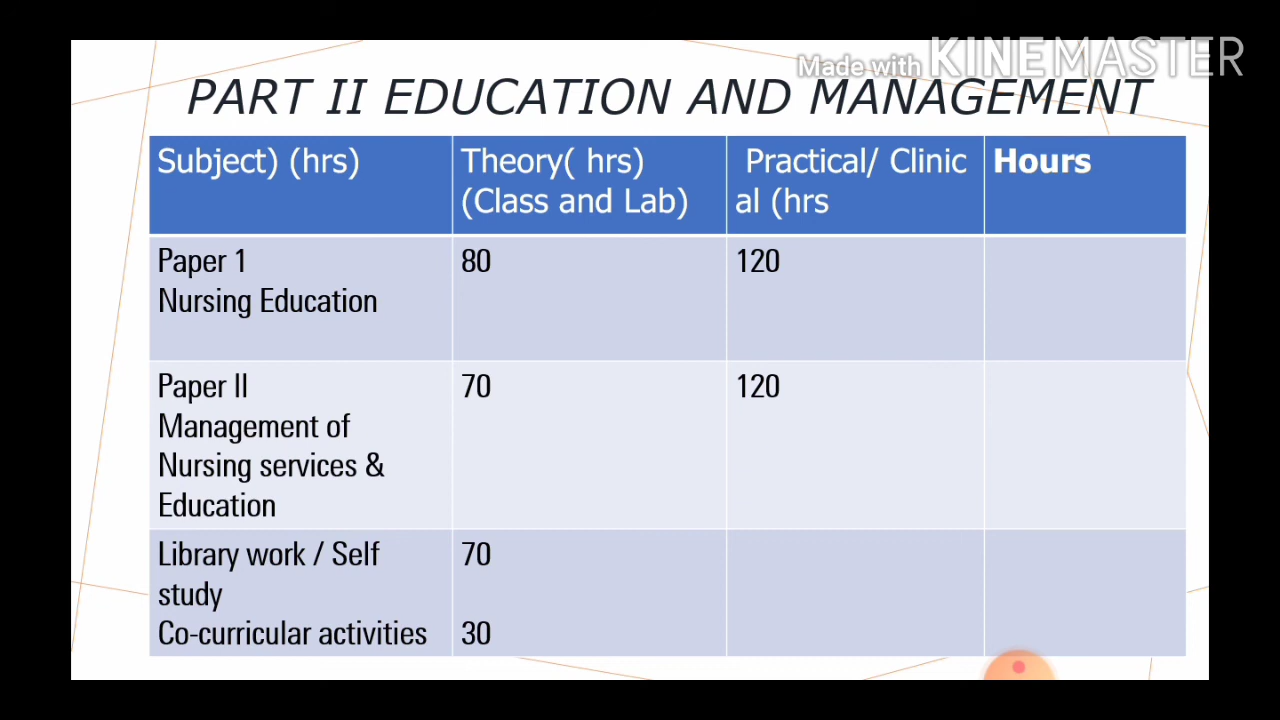 Made with KINEMASTER
PART II EDUCATION AND MANAGEMENT
Subject) (hrs) Theory( hrs) Practical/ Clinic Hours
(Class and Lab) al (hrs
Paper 1 80 120
Nursing Education
Paper II 70 120
Management of
Nursing services &
Education
Library work / Self 70
study
Co-curricular activities 30